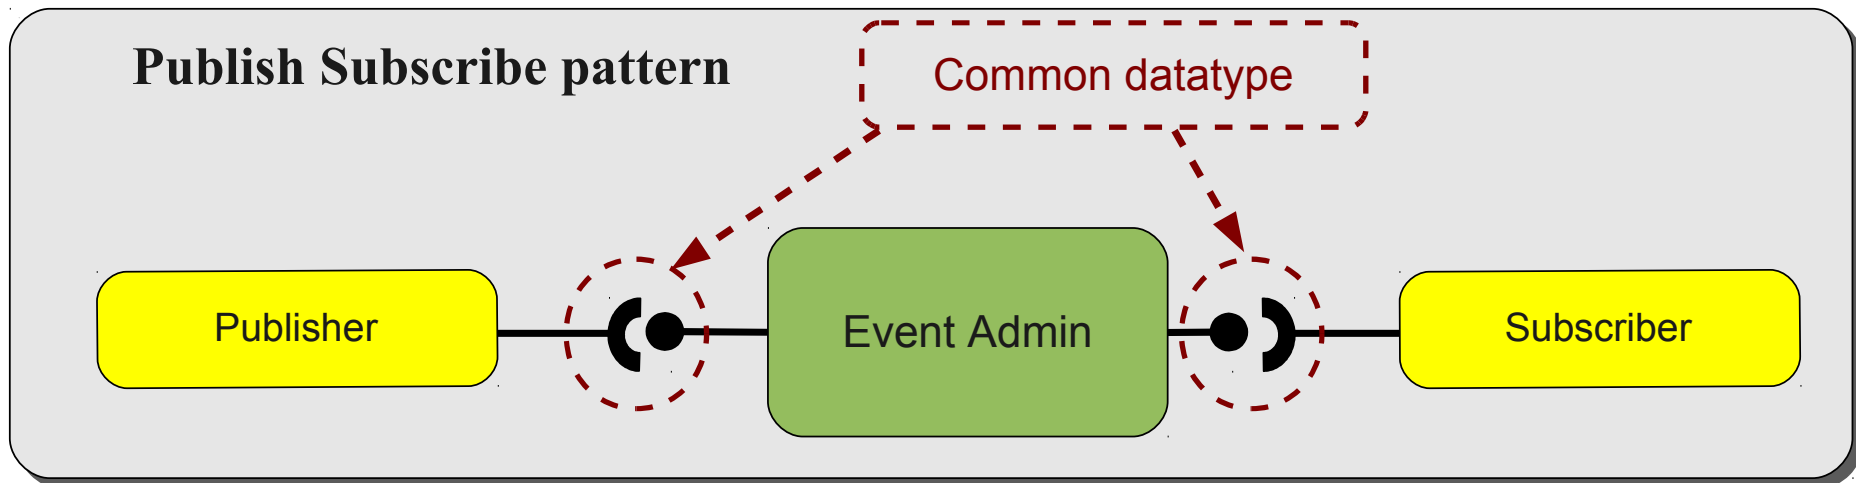 Publish Subscribe pattern
Common datatype
Publisher
Event Admin
Subscriber